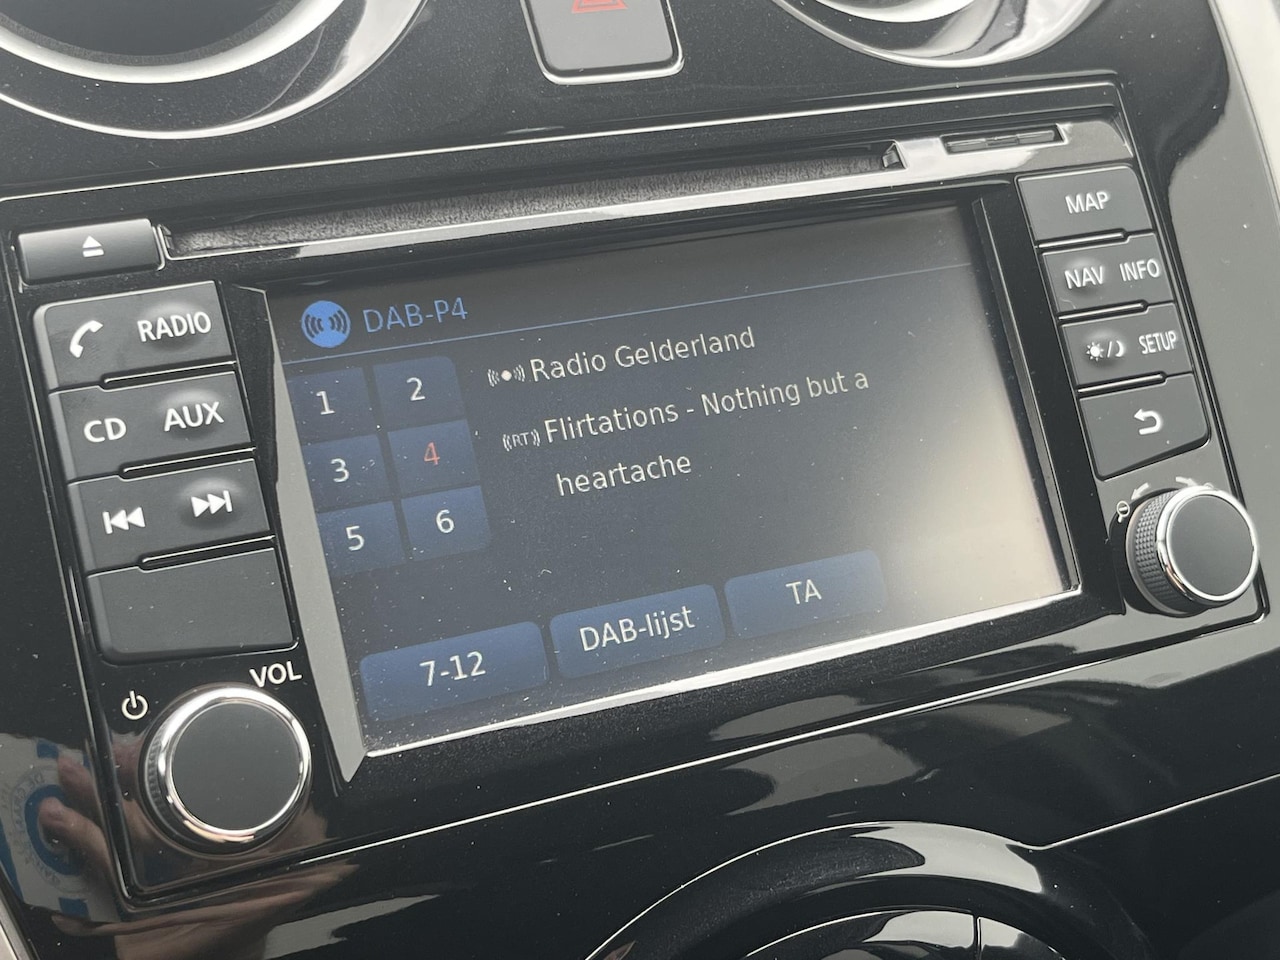 MAP
NAV INFO
SETUP
RADIO
CD AUX
DAB-P4
1 2
3 4
5 6
Radio Gelderland
(RT) Flirtations - Nothing but a
heartache
7-12 DAB-lijst TA
VOL